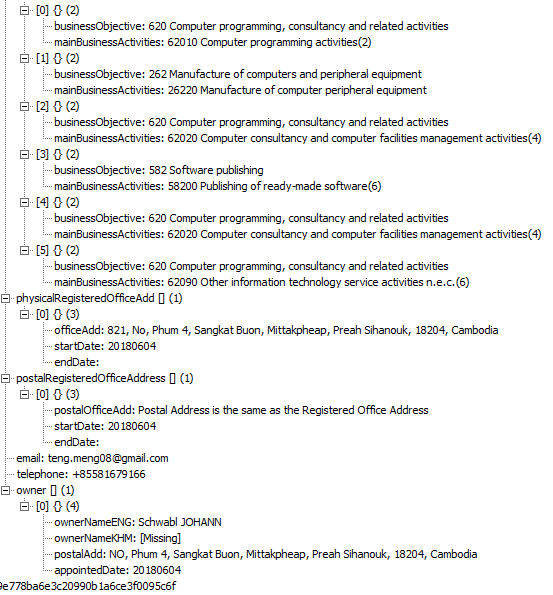 [0] {} (2)
businessObjective: 620 Computer programming, consultancy and related activities
mainBusinessActivities: 62010 Computer programming activities(2)
[1] {} (2)
businessObjective: 262 Manufacture of computers and peripheral equipment
mainBusinessActivities: 26220 Manufacture of computer peripheral equipment
[2] {} (2)
businessObjective: 620 Computer programming, consultancy and related activities
mainBusinessActivities: 62020 Computer consultancy and computer facilities management activities(4)
[3] {} (2)
businessObjective: 582 Software publishing
mainBusinessActivities: 58200 Publishing of ready-made software(6)
[4] {} (2)
businessObjective: 620 Computer programming, consultancy and related activities
mainBusinessActivities: 62020 Computer consultancy and computer facilities management activities(4)
[5] {} (2)
businessObjective: 620 Computer programming, consultancy and related activities
mainBusinessActivities: 62090 Other information technology service activities n.e.c.(6)
physicalRegisteredOfficeAdd [] (1)
[0] {} (3)
officeAdd: 821, No, Phum 4, Sangkat Buon, Mittakpheap, Preah Sihanouk, 18204, Cambodia
startDate: 20180604
endDate:
postalRegisteredOfficeAddress [] (1)
[0] {} (3)
postalOfficeAdd: Postal Address is the same as the Registered Office Address
startDate: 20180604
endDate:
email: teng.meng08@gmail.com
telephone: +85581679166
owner [] (1)
[0] {} (4)
ownerNameENG: Schwabl JOHANN
ownerNameKHM: [Missing]
postalAdd: NO, Phum 4, Sangkat Buon, Mittakpheap, Preah Sihanouk, 18204, Cambodia
appointedDate: 20180604
9e778ba6e3c20990b1a6ce3f0095c6f